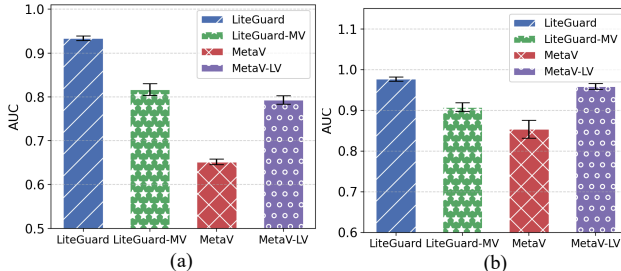 1.0
0.9
0.8
0.7
0.6
0.5
AUC
LiteGuard
LiteGuard-MV
MetaV
MetaV-LV
LiteGuard LiteGuard-MV MetaV MetaV-LV
(a)
1.1
1.0
0.9
0.8
0.7
0.6
AUC
LiteGuard
LiteGuard-MV
MetaV
MetaV-LV
LiteGuard LiteGuard-MV MetaV MetaV-LV
(b)